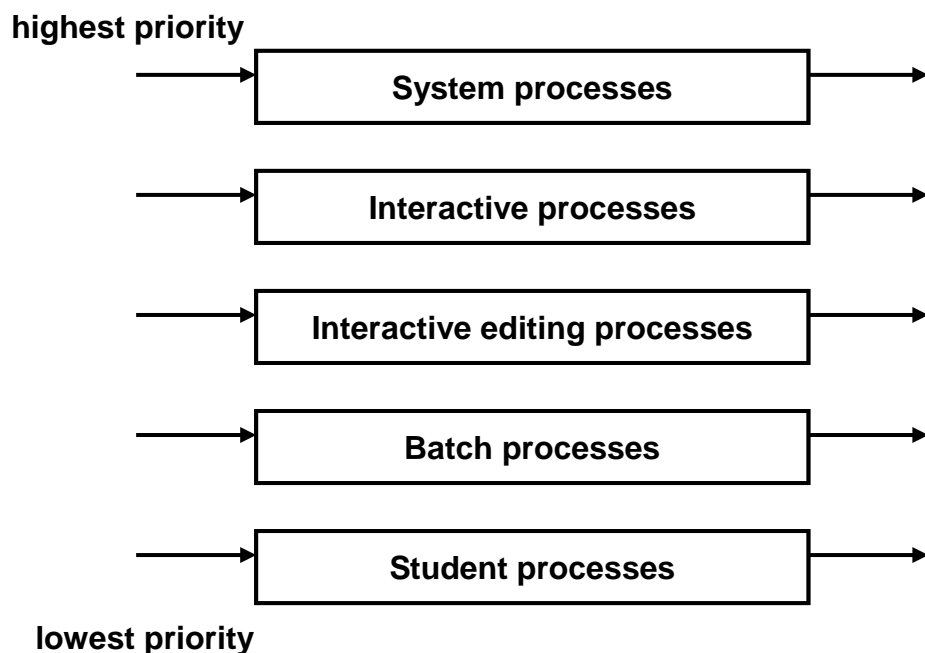 highest priority
System processes
Interactive processes
Interactive editing processes
Batch processes
Student processes
lowest priority